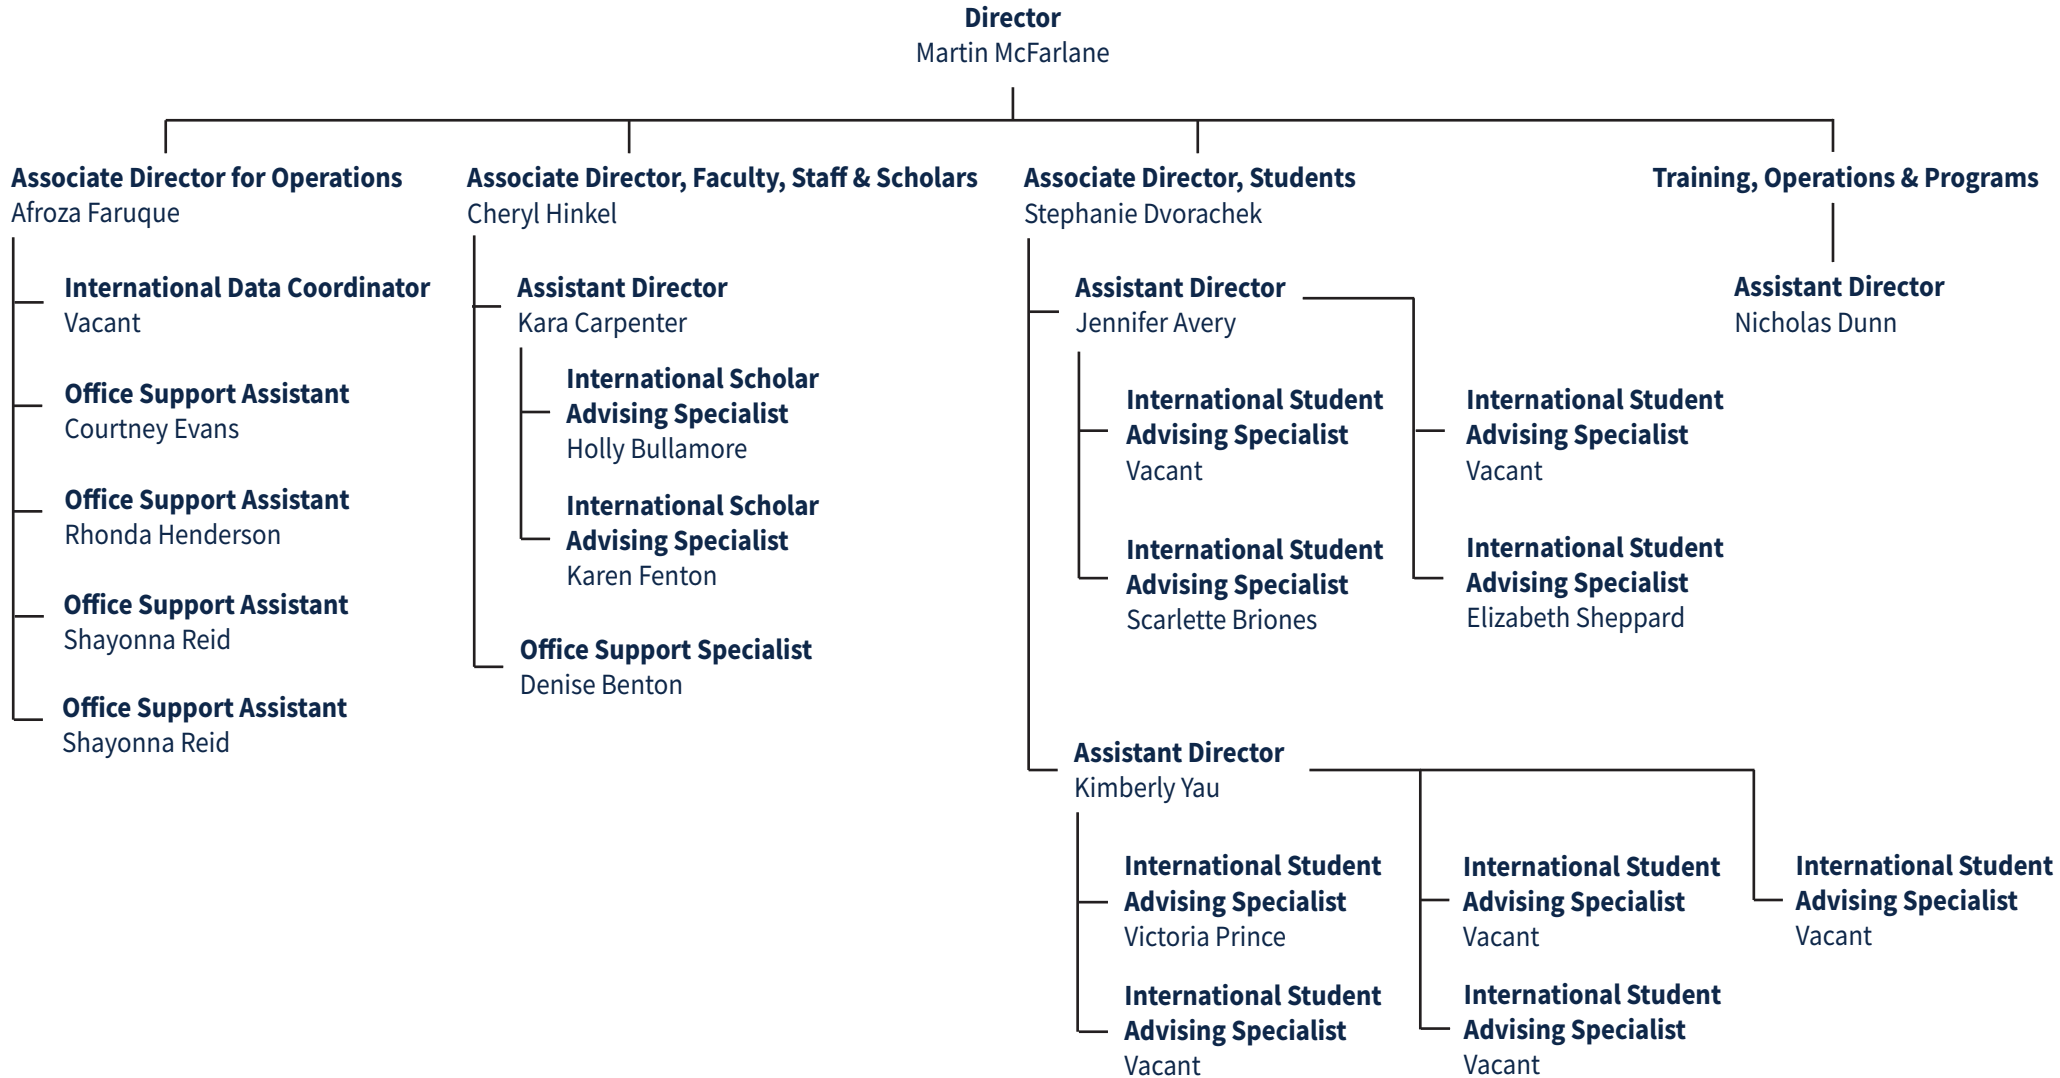 Director
Martin McFarlane
Associate Director for Operations
Afroza Faruque
International Data Coordinator
Vacant
Office Support Assistant
Courtney Evans
Office Support Assistant
Rhonda Henderson
Office Support Assistant
Shayonna Reid
Office Support Assistant
Shayonna Reid
Associate Director, Faculty, Staff & Scholars
Cheryl Hinkel
Assistant Director
Kara Carpenter
International Scholar
Advising Specialist
Holly Bullamore
International Scholar
Advising Specialist
Karen Fenton
Office Support Specialist
Denise Benton
Associate Director, Students
Stephanie Dvorachek
Assistant Director
Jennifer Avery
International Student
Advising Specialist
Vacant
International Student
Advising Specialist
Scarlette Briones
International Student
Advising Specialist
Vacant
International Student
Advising Specialist
Elizabeth Sheppard
Assistant Director
Kimberly Yau
International Student
Advising Specialist
Victoria Prince
International Student
Advising Specialist
Vacant
International Student
Advising Specialist
Vacant
International Student
Advising Specialist
Vacant
International Student
Advising Specialist
Vacant
Training, Operations & Programs
Assistant Director
Nicholas Dunn